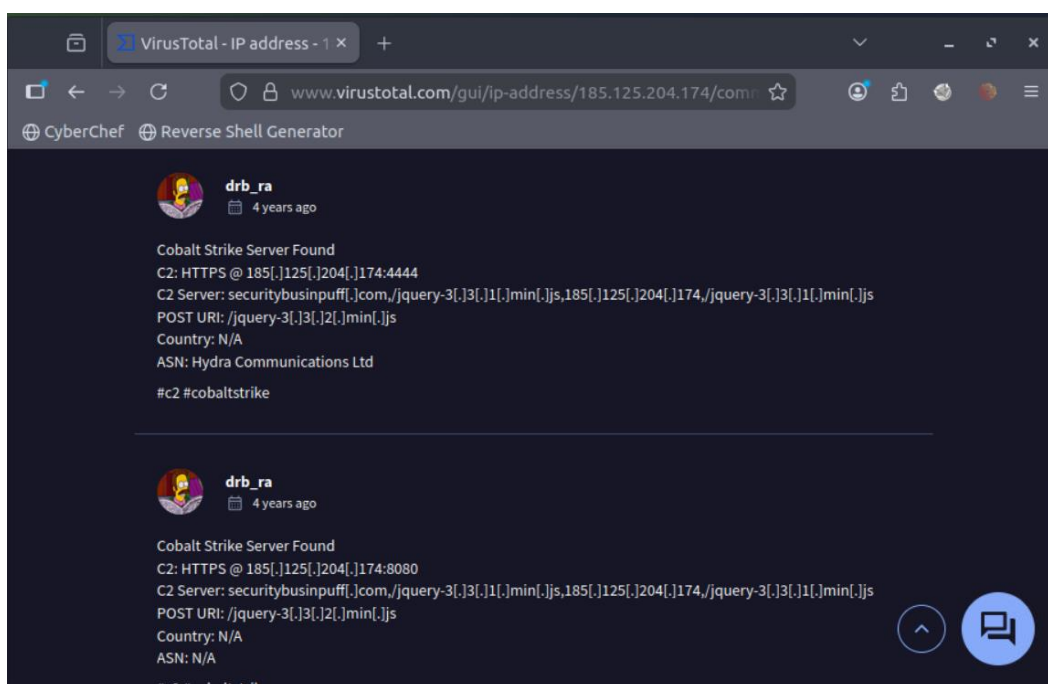 VirusTotal - IP address - 1
www.virustotal.com/gui/ip-address/185.125.204.174/com
CyberChef Reverse Shell Generator
drb_ra
4 years ago
Cobalt Strike Server Found
C2: HTTPS @ 185[.]125[.]204[.]174:4444
C2 Server: securitybusinpuff[.]com,/jquery-3[.]3[.]1[.]min[.]js,185[.]125[.]204[.]174,/jquery-3[.]3[.]1[.]min[.]js
POST URI: /jquery-3[.]3[.]2[.]min[.]js
Country: N/A
ASN: Hydra Communications Ltd
#c2 #cobaltstrike
drb_ra
4 years ago
Cobalt Strike Server Found
C2: HTTPS @ 185[.]125[.]204[.]174:8080
C2 Server: securitybusinpuff[.]com,/jquery-3[.]3[.]1[.]min[.]js,185[.]125[.]204[.]174,/jquery-3[.]3[.]1[.]min[.]js
POST URI: /jquery-3[.]3[.]2[.]min[.]js
Country: N/A
ASN: N/A